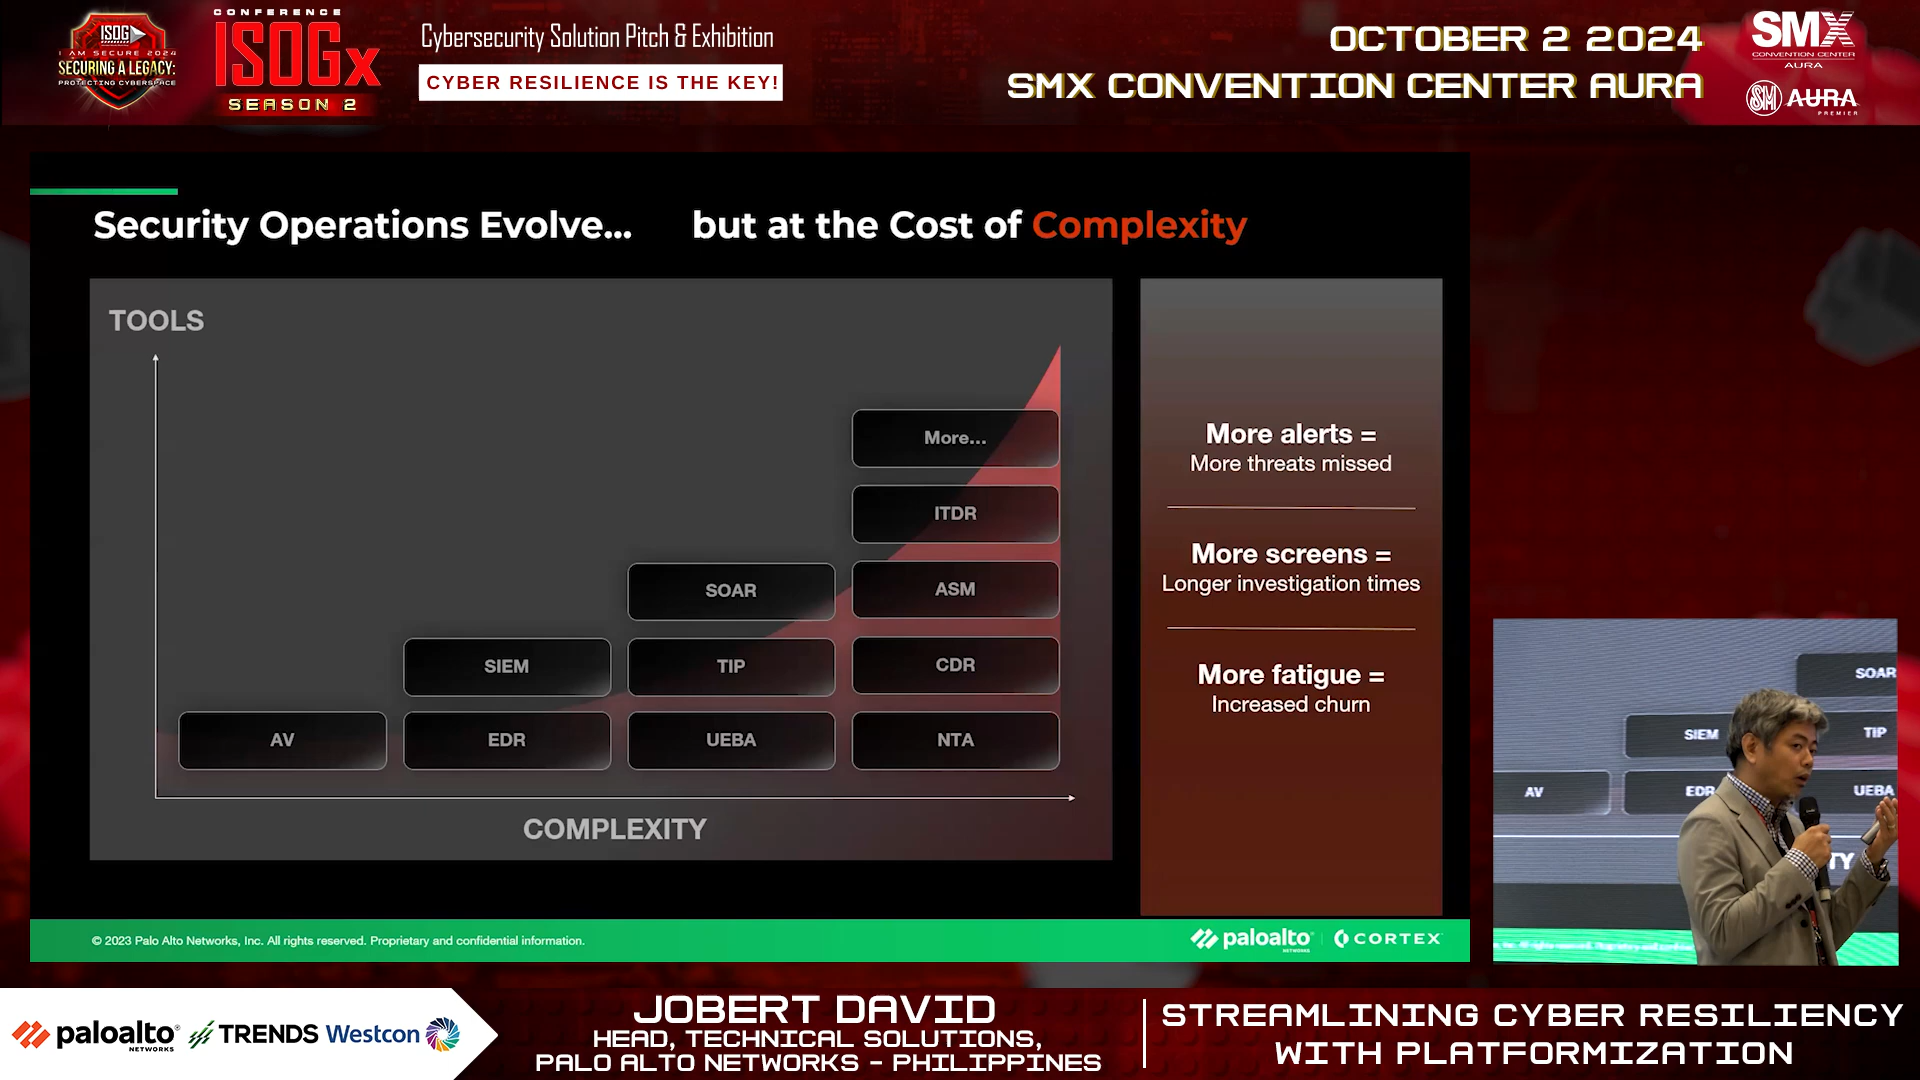 ISOG
I AM SECURE 2024
SECURING A LEGACY:
PROTECTING CYBERSPACE
CONFERENCE
ISOGx
SEASON 2
Cybersecurity Solution Pitch & Exhibition
CYBER RESILIENCE IS THE KEY!
OCTOBER 2 2024
SMX CONVENTION CENTER AURA
SMX
CONVENTION CENTER
AURA
SM AURA
PREMIER
Security Operations Evolve... but at the Cost of Complexity
TOOLS
More...
ITDR
SOAR
ASM
SIEM
TIP
CDR
AV
EDR
UEBA
NTA
COMPLEXITY
More alerts =
More threats missed
More screens =
Longer investigation times
More fatigue =
Increased churn
© 2023 Palo Alto Networks, Inc. All rights reserved. Proprietary and confidential information.
paloalto
NETWORKS
CORTEX
SOAR
SIEM
TIP
AV
EDR
UEBA
TY
paloalto
NETWORKS
TRENDS
Westcon
JOBERT DAVID
HEAD, TECHNICAL SOLUTIONS,
PALO ALTO NETWORKS - PHILIPPINES
STREAMLINING CYBER RESILIENCY
WITH PLATFORMIZATION